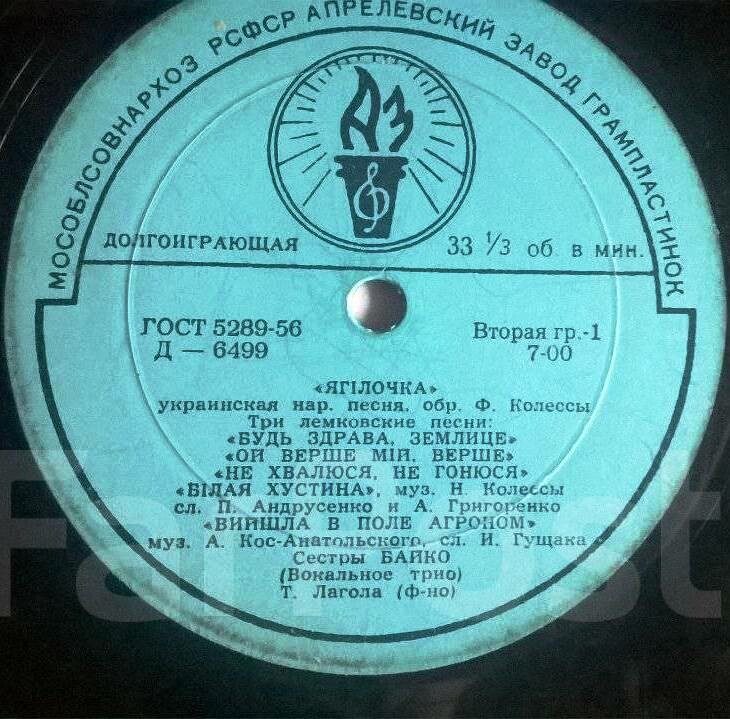 МОСОБЛСОВНАРХОЗ РСФСР АПРЕЛЕВСКИЙ ЗАВОД ГРАМПЛАСТИНОК
АЗ
ДОЛГОИГРАЮЩАЯ 33 1/3 об. в мин.
ГОСТ 5289-56 Вторая гр.-1
Д — 6499 7-00
«ЯГІЛОЧКА»
украинская нар. песня, обр. Ф. Колессы
Три лемковские песни:
«БУДЬ ЗДРАВА, ЗЕМЛИЦЕ»
«ОЙ ВЕРШЕ МІЙ, ВЕРШЕ»
«НЕ ХВАЛЮСЯ, НЕ ГОНЮСЯ»
«БІЛАЯ ХУСТИНА», муз. Н. Колессы
сл. П. Андрусенко и А. Григоренко
«ВИЙШЛА В ПОЛЕ АГРОНОМ»
муз. А. Кос-Анатольского, сл. И. Гущака
Сестры БАЙКО
(Вокальное трио)
Т. Лагола (ф-но)
FarPost